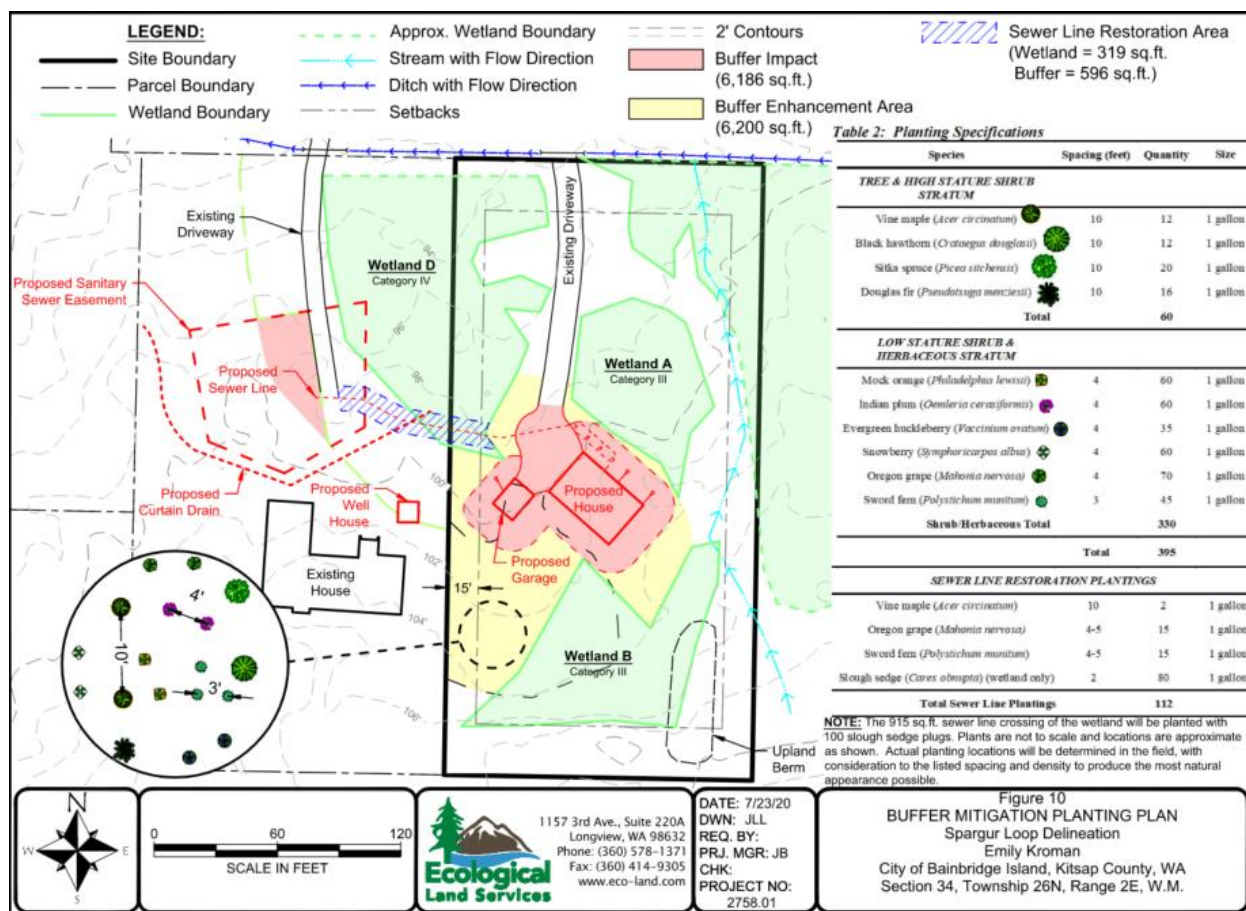 LEGEND:
Site Boundary
Parcel Boundary
Wetland Boundary
Approx. Wetland Boundary
Stream with Flow Direction
Ditch with Flow Direction
Setbacks
2' Contours
Buffer Impact
(6,186 sq.ft.)
Buffer Enhancement Area
(6,200 sq.ft.)
Sewer Line Restoration Area
(Wetland = 319 sq.ft.
Buffer = 596 sq.ft.)
Table 2: Planting Specifications
Species Spacing (feet) Quantity Size
TREE & HIGH STATURE SHRUB
STRATUM
Vine maple (Acer circinatum) 10 12 1 gallon
Black hawthorn (Crataegus douglasii) 10 12 1 gallon
Sitka spruce (Picea sitchensis) 10 20 1 gallon
Douglas fir (Pseudotsuga menziesii) 10 16 1 gallon
Total 60
LOW STATURE SHRUB &
HERBACEOUS STRATUM
Mock orange (Philadelphus lewisii) 4 60 1 gallon
Indian plum (Oemleria cerasiformis) 4 60 1 gallon
Evergreen huckleberry (Vaccinium ovatum) 4 35 1 gallon
Snowberry (Symphoricarpos albus) 4 60 1 gallon
Oregon grape (Mahonia nervosa) 4 70 1 gallon
Sword fern (Polystichum munitum) 3 45 1 gallon
Shrub/Herbaceous Total 330
Total 395
SEWER LINE RESTORATION PLANTINGS
Vine maple (Acer circinatum) 10 2 1 gallon
Oregon grape (Mahonia nervosa) 4-5 15 1 gallon
Sword fern (Polystichum munitum) 4-5 15 1 gallon
Slough sedge (Carex obnupta) (wetland only) 2 80 1 gallon
Total Sewer Line Plantings 112
NOTE: The 915 sq.ft. sewer line crossing of the wetland will be planted with
100 slough sedge plugs. Plants are not to scale and locations are approximate
as shown. Actual planting locations will be determined in the field, with
consideration to the listed spacing and density to produce the most natural
appearance possible.
Existing
Driveway
Existing Driveway
Wetland D
Category IV
94'
96'
98'
Proposed Sanitary
Sewer Easement
Proposed
Sewer Line
Wetland A
Category III
100'
Proposed
Curtain Drain
Proposed
Well
House
Proposed
House
Proposed
Garage
102'
Existing
House
15'
104'
Wetland B
Category III
106'
Upland
Berm
4'
10'
3'
N
W
E
S
0 60 120
SCALE IN FEET
Ecological
Land Services
1157 3rd Ave., Suite 220A
Longview, WA 98632
Phone: (360) 578-1371
Fax: (360) 414-9305
www.eco-land.com
DATE: 7/23/20
DWN: JLL
REQ. BY:
PRJ. MGR: JB
CHK:
PROJECT NO:
2758.01
Figure 10
BUFFER MITIGATION PLANTING PLAN
Spargur Loop Delineation
Emily Kroman
City of Bainbridge Island, Kitsap County, WA
Section 34, Township 26N, Range 2E, W.M.